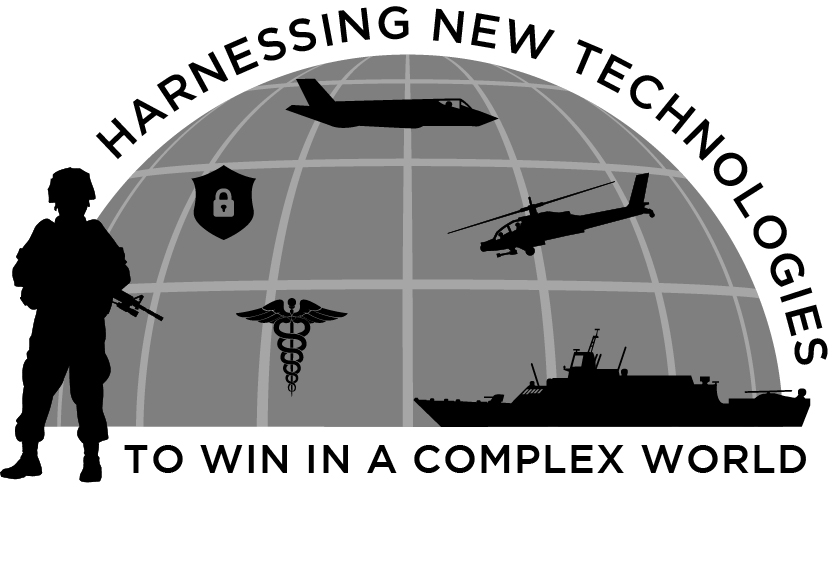 HARNESSING NEW TECHNOLOGIES
TO WIN IN A COMPLEX WORLD